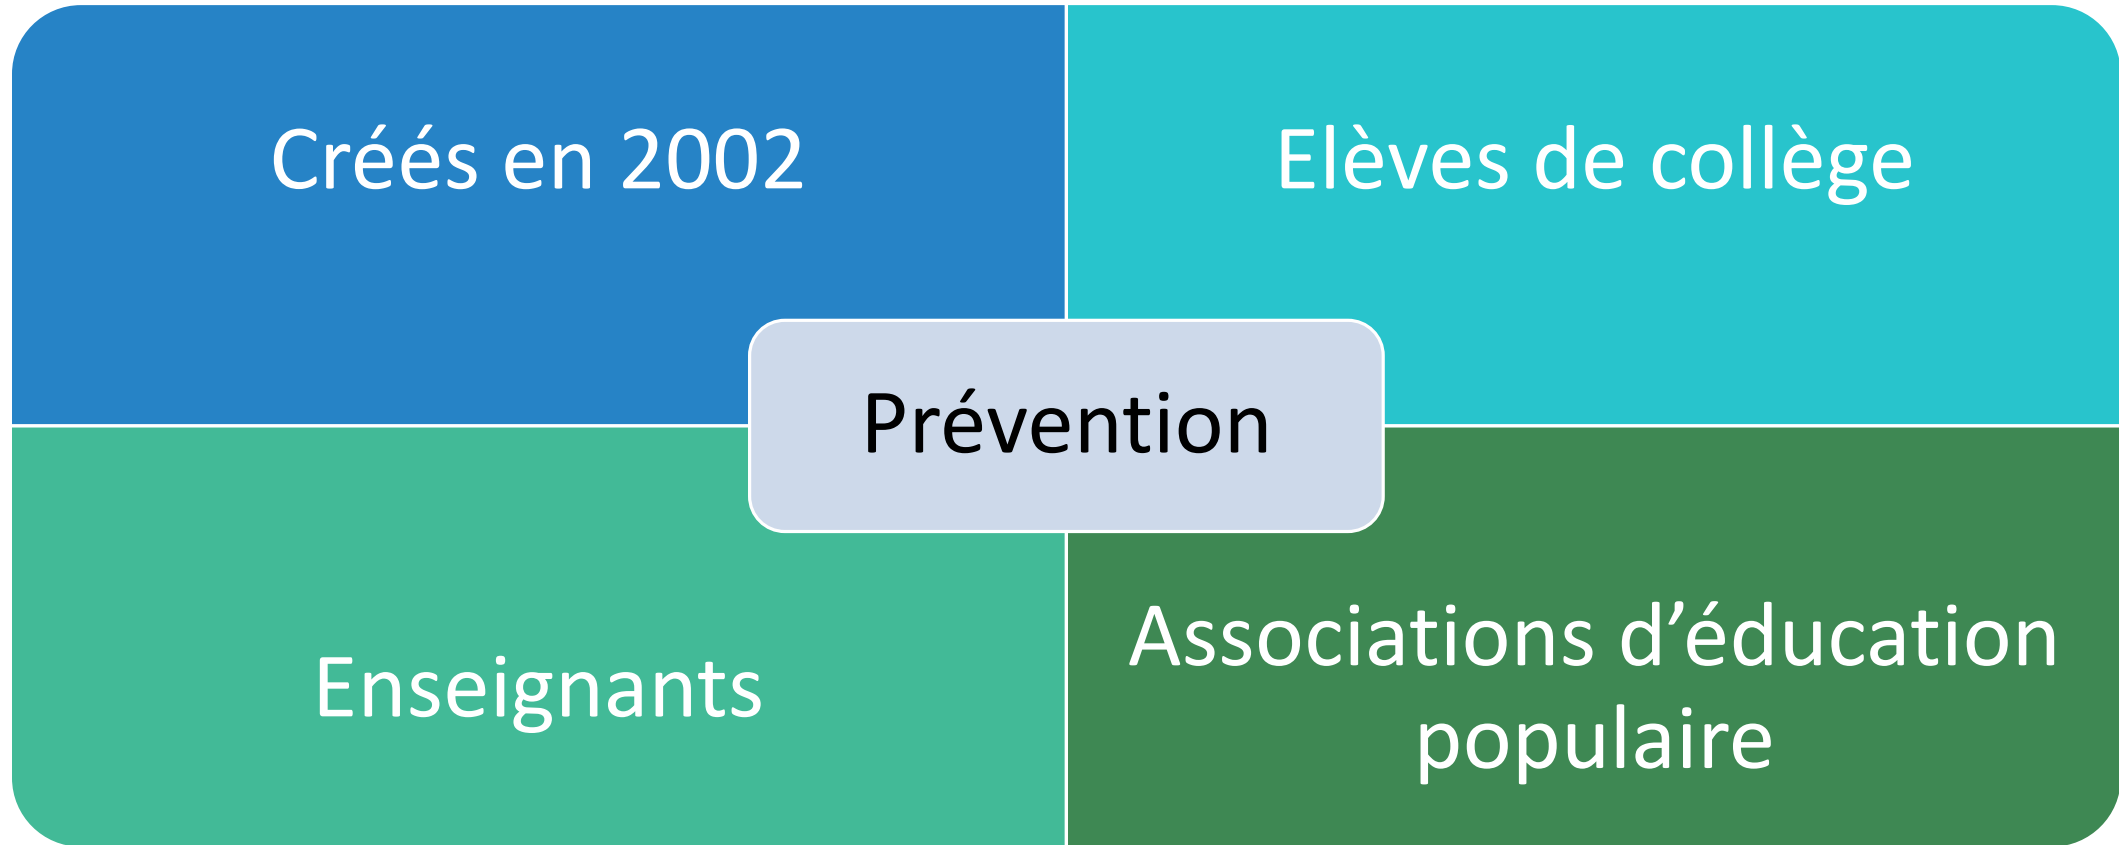 Créés en 2002
Elèves de collège
Prévention
Enseignants
Associations d’éducation
populaire